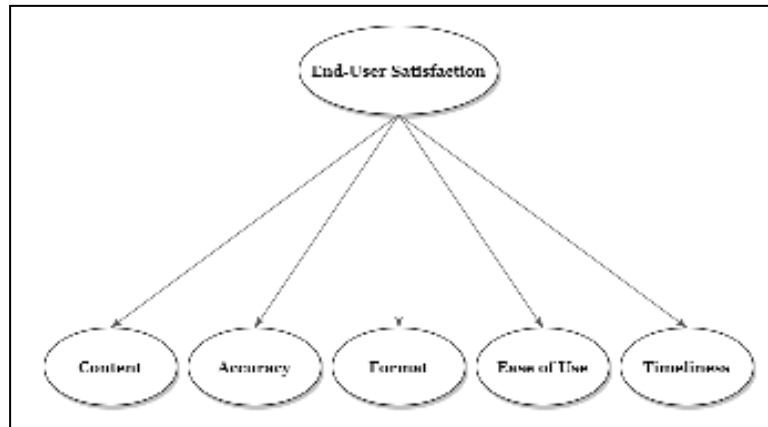 End-User Satisfaction
Content
Accuracy
Format
Ease of Use
Timeliness